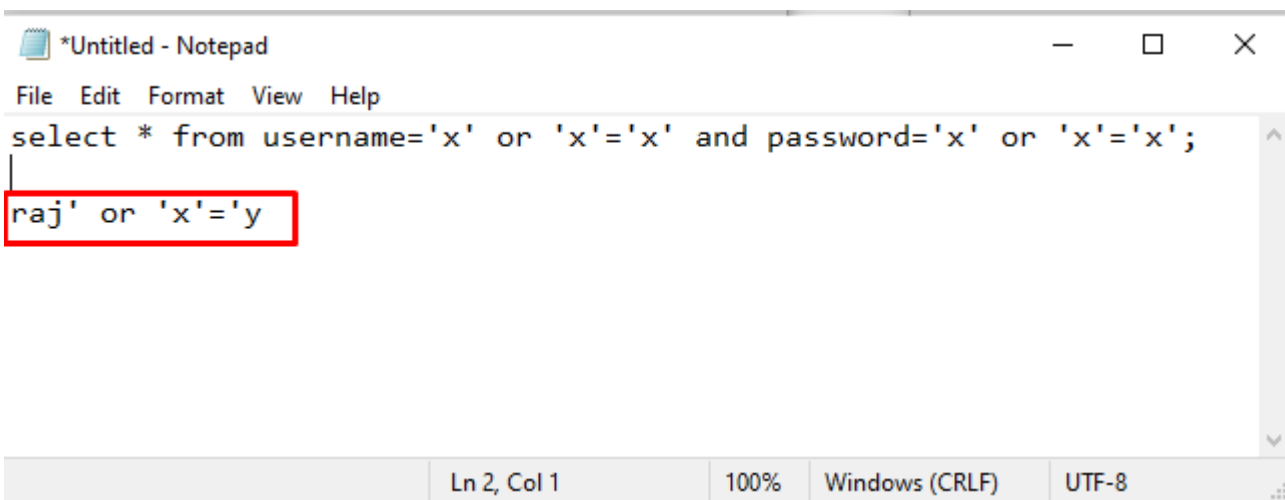 *Untitled - Notepad
File Edit Format View Help
select * from username='x' or 'x'='x' and password='x' or 'x'='x';
raj' or 'x'='y
Ln 2, Col 1 100% Windows (CRLF) UTF-8